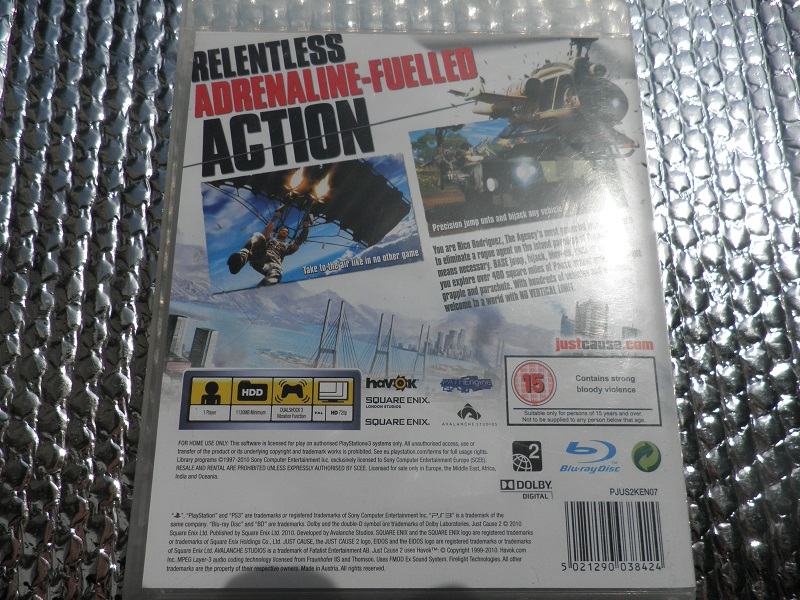 RELENTLESS
ADRENALINE-FUELLED
ACTION
Precision jump onto and hijack any vehicle
Take to the air like in no other game
You are Rico Rodriguez, The Agency's most
to eliminate a rogue agent on the island
means necessary. BASE jump, hijack,
you explore over 400 square miles of
grapple and parachute. With hundreds of
welcome to a world with NO VERTICAL LIMIT!
justcause.com
1 Player
HDD
1130MB Minimum
DUALSHOCK 3
Vibration Function
PAL
HD 720p
havok
PATHEngine
SQUARE ENIX
LONDON STUDIOS
SQUARE ENIX
AVALANCHE STUDIOS
15
Contains strong
bloody violence
Suitable only for persons of 15 years and over.
Not to be supplied to any person below that age.
FOR HOME USE ONLY: This software is licensed for play on authorised PlayStation®3 systems only. All unauthorised access, use or
transfer of the product or its underlying copyright and trademark works is prohibited. See eu.playstation.com/terms for full usage rights.
Library programs ©1997-2010 Sony Computer Entertainment Inc. exclusively licensed to Sony Computer Entertainment Europe (SCEE).
RESALE AND RENTAL ARE PROHIBITED UNLESS EXPRESSLY AUTHORISED BY SCEE. Licensed for sale only in Europe, the Middle East, Africa,
India and Oceania.
2
Blu-ray Disc
DOLBY
DIGITAL
PJUS2KEN07
"PlayStation" and "PS3" are trademarks or registered trademarks of Sony Computer Entertainment Inc. "PS3" is a trademark of the
same company. "Blu-ray Disc" and "BD" are trademarks. Dolby and the double-D symbol are trademarks of Dolby Laboratories. Just Cause 2 © 2010
Square Enix Ltd. Published by Square Enix Ltd. 2010. Developed by Avalanche Studios. SQUARE ENIX and the SQUARE ENIX logo are registered trademarks
of Square Enix Holdings Co., Ltd. JUST CAUSE, the JUST CAUSE 2 logo, EIDOS and the EIDOS logo are registered trademarks or trademarks
of Square Enix Ltd. AVALANCHE STUDIOS is a trademark of Fatalist Entertainment AB. Just Cause 2 uses Havok™: © Copyright 1999-2010. Havok.com
Inc. MPEG Layer-3 audio coding technology licensed from Fraunhofer IIS and Thomson. Uses FMOD Ex Sound System. Firelight Technologies. All other
trademarks are the property of their respective owners. Made in Austria. All rights reserved.
5 021290 038424